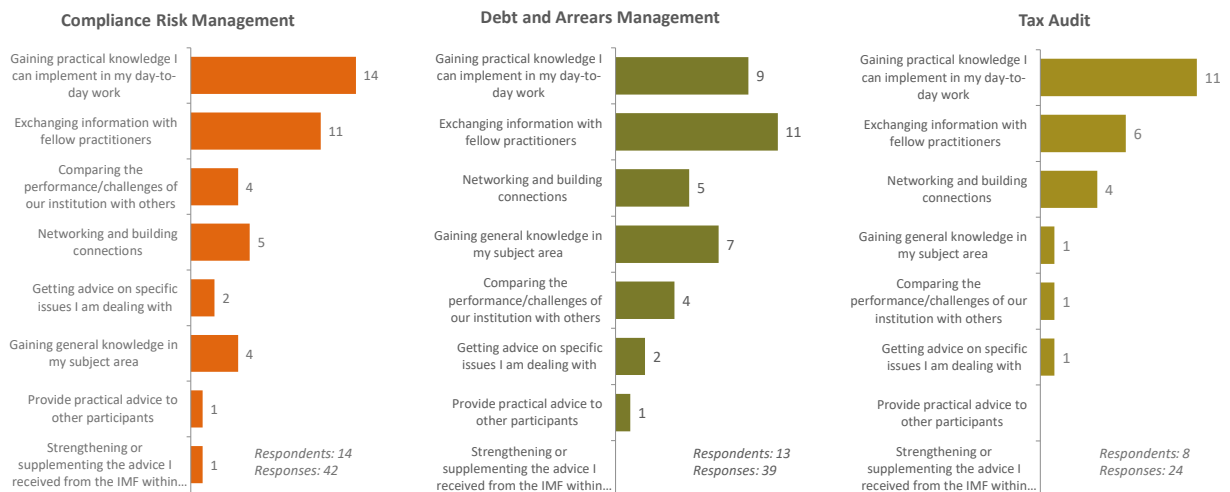 Compliance Risk Management
Gaining practical knowledge I
can implement in my day-to-
day work
14
Exchanging information with
fellow practitioners
11
Comparing the
performance/challenges of
our institution with others
4
Networking and building
connections
5
Getting advice on specific
issues I am dealing with
2
Gaining general knowledge in
my subject area
4
Provide practical advice to
other participants
1
Strengthening or
supplementing the advice I
received from the IMF within...
1
Respondents: 14
Responses: 42
Debt and Arrears Management
Gaining practical knowledge I
can implement in my day-to-
day work
9
Exchanging information with
fellow practitioners
11
Networking and building
connections
5
Gaining general knowledge in
my subject area
7
Comparing the
performance/challenges of
our institution with others
4
Getting advice on specific
issues I am dealing with
2
Provide practical advice to
other participants
1
Strengthening or
supplementing the advice I
received from the IMF within...
Respondents: 13
Responses: 39
Tax Audit
Gaining practical knowledge I
can implement in my day-to-
day work
11
Exchanging information with
fellow practitioners
6
Networking and building
connections
4
Gaining general knowledge in
my subject area
1
Comparing the
performance/challenges of our
institution with others
1
Getting advice on specific
issues I am dealing with
1
Provide practical advice to
other participants
Strengthening or
supplementing the advice I
received from the IMF within...
Respondents: 8
Responses: 24